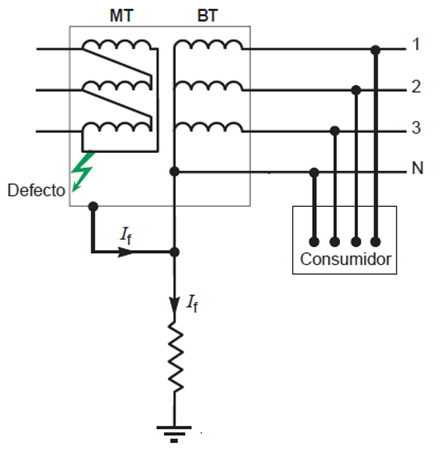 MT BT
1
2
3
N
Defecto
If
If
Consumidor